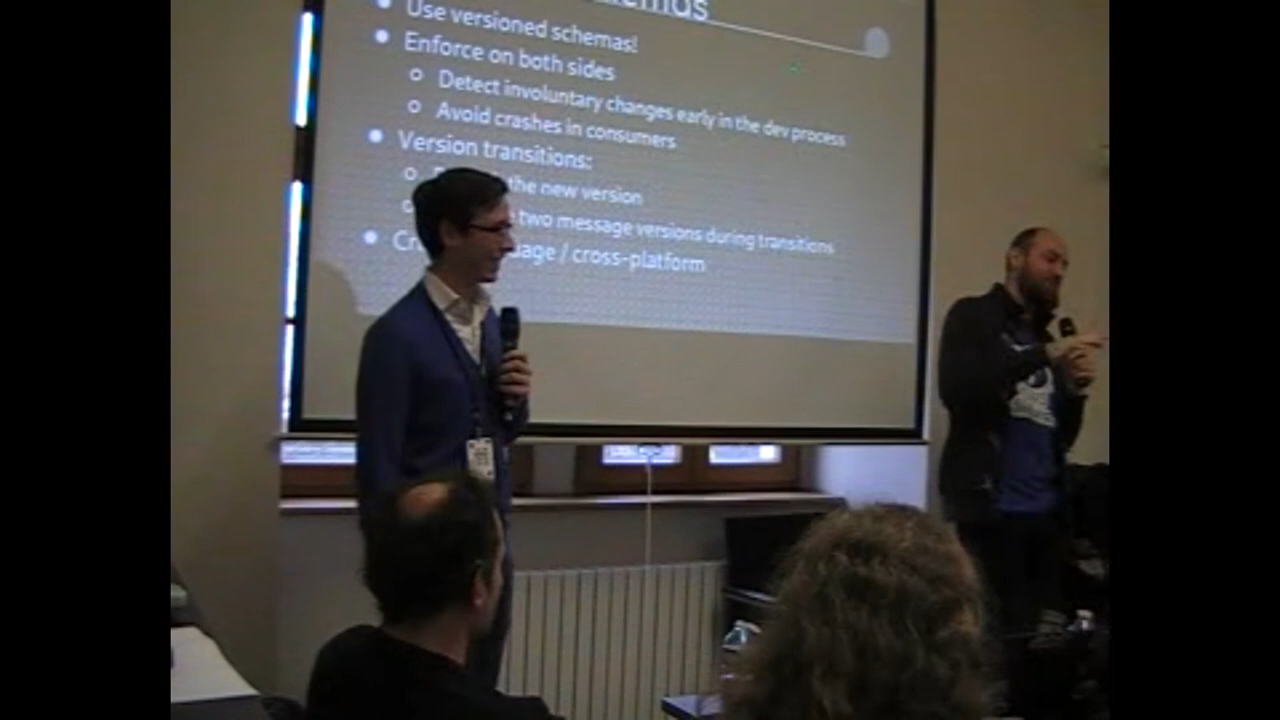 Use versioned schemas!
Enforce on both sides
Detect involuntary changes early in the dev process
Avoid crashes in consumers
Version transitions:
the new version
two message versions during transitions
/ cross-platform